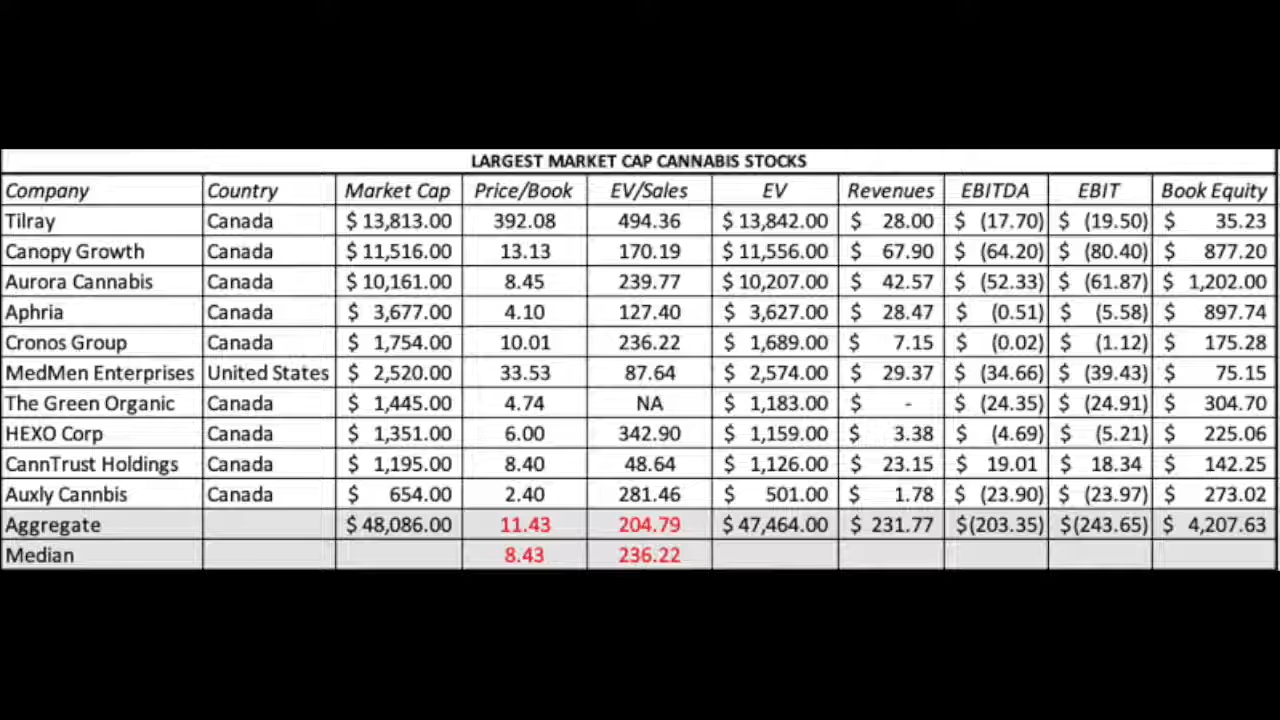 LARGEST MARKET CAP CANNABIS STOCKS
Company Country Market Cap Price/Book EV/Sales EV Revenues EBITDA EBIT Book Equity
Tilray Canada $ 13,813.00 392.08 494.36 $ 13,842.00 $ 28.00 $ (17.70) $ (19.50) $ 35.23
Canopy Growth Canada $ 11,516.00 13.13 170.19 $ 11,556.00 $ 67.90 $ (64.20) $ (80.40) $ 877.20
Aurora Cannabis Canada $ 10,161.00 8.45 239.77 $ 10,207.00 $ 42.57 $ (52.33) $ (61.87) $ 1,202.00
Aphria Canada $ 3,677.00 4.10 127.40 $ 3,627.00 $ 28.47 $ (0.51) $ (5.58) $ 897.74
Cronos Group Canada $ 1,754.00 10.01 236.22 $ 1,689.00 $ 7.15 $ (0.02) $ (1.12) $ 175.28
MedMen Enterprises United States $ 2,520.00 33.53 87.64 $ 2,574.00 $ 29.37 $ (34.66) $ (39.43) $ 75.15
The Green Organic Canada $ 1,445.00 4.74 NA $ 1,183.00 $ - $ (24.35) $ (24.91) $ 304.70
HEXO Corp Canada $ 1,351.00 6.00 342.90 $ 1,159.00 $ 3.38 $ (4.69) $ (5.21) $ 225.06
CannTrust Holdings Canada $ 1,195.00 8.40 48.64 $ 1,126.00 $ 23.15 $ 19.01 $ 18.34 $ 142.25
Auxly Cannbis Canada $ 654.00 2.40 281.46 $ 501.00 $ 1.78 $ (23.90) $ (23.97) $ 273.02
Aggregate $ 48,086.00 11.43 204.79 $ 47,464.00 $ 231.77 $(203.35) $(243.65) $ 4,207.63
Median 8.43 236.22